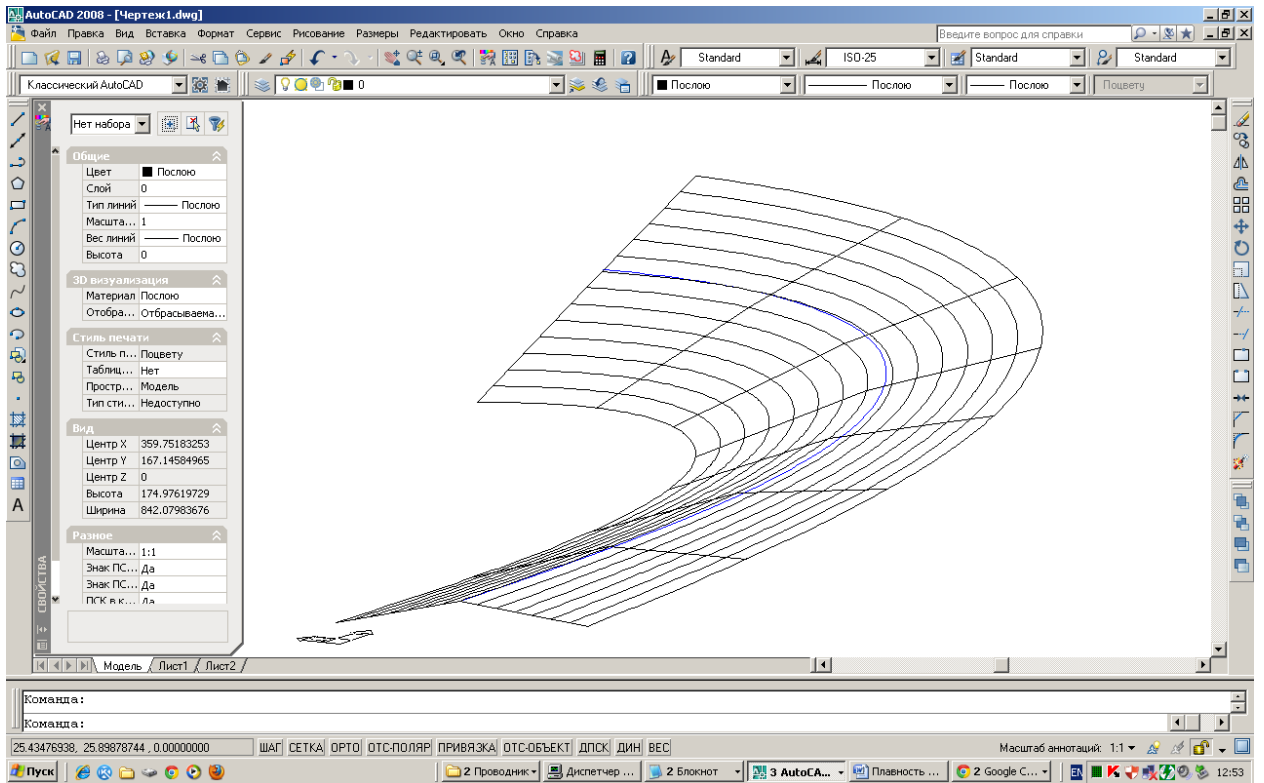 AutoCAD 2008 - [Чертеж1.dwg]
Файл Правка Вид Вставка Формат Сервис Рисование Размеры Редактировать Окно Справка Введите вопрос для справки
Standard ISO-25 Standard Standard
Классический AutoCAD 0 Послою Послою Послою Поцвету
Нет набора
Общие
Цвет Послою
Слой 0
Тип линий Послою
Масшта... 1
Вес линий Послою
Высота 0
3D визуализация
Материал Послою
Отобра... Отбрасываема...
Стиль печати
Стиль п... Поцвету
Таблиц... Нет
Простр... Модель
Тип сти... Недоступно
Вид
Центр X 359.75183253
Центр Y 167.14584965
Центр Z 0
Высота 174.97619729
Ширина 842.07983676
Разное
Масшта... 1:1
Знак ПС... Да
Знак ПС... Да
ПСК в к... Да
СВОЙСТВА
Модель Лист1 Лист2
Команда:
Команда:
25.43476938, 25.89878744 , 0.00000000 ШАГ СЕТКА ОРТО ОТС-ПОЛЯР ПРИВЯЗКА ОТС-ОБЪЕКТ ДПСК ДИН ВЕС Масштаб аннотаций: 1:1
Пуск 2 Проводник Диспетчер ... 2 Блокнот 3 AutoCA... Плавность ... 2 Google C... EN 12:53